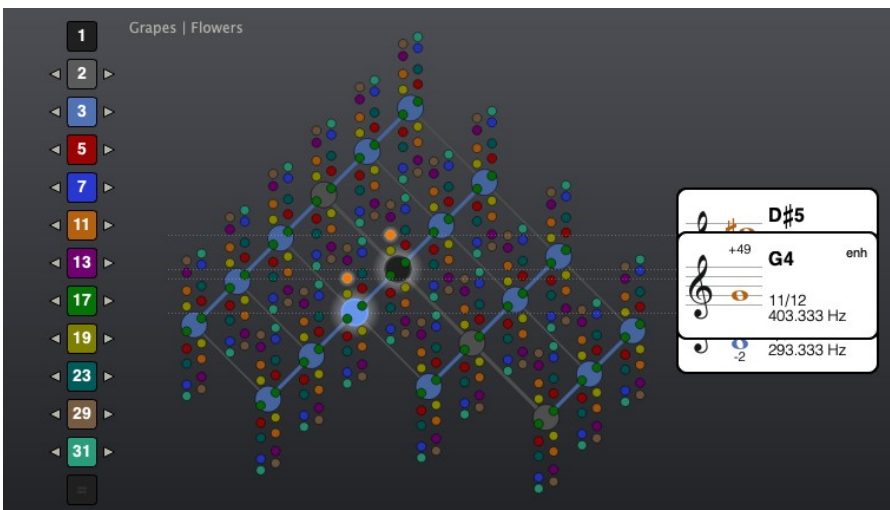 Grapes | Flowers
1
2
3
5
7
11
13
17
19
23
29
31
=
D#5
+49
G4
enh
11/12
403.333 Hz
-2
293.333 Hz